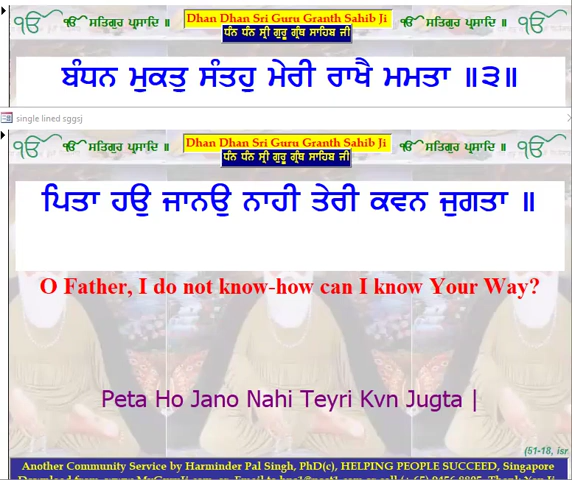 ੴ ੴ ਸਤਿਗੁਰ ਪ੍ਰਸਾਦਿ ॥ Dhan Dhan Sri Guru Granth Sahib Ji ੴ ਸਤਿਗੁਰ ਪ੍ਰਸਾਦਿ ॥ ੴ
ਧੰਨ ਧੰਨ ਸ੍ਰੀ ਗੁਰੂ ਗ੍ਰੰਥ ਸਾਹਿਬ ਜੀ
ਬੰਧਨ ਮੁਕਤੁ ਸੰਤਹੁ ਮੇਰੀ ਰਾਖੈ ਮਮਤਾ ॥੩॥
single lined sggsj
ੴ ੴ ਸਤਿਗੁਰ ਪ੍ਰਸਾਦਿ ॥ Dhan Dhan Sri Guru Granth Sahib Ji ੴ ਸਤਿਗੁਰ ਪ੍ਰਸਾਦਿ ॥ ੴ
ਧੰਨ ਧੰਨ ਸ੍ਰੀ ਗੁਰੂ ਗ੍ਰੰਥ ਸਾਹਿਬ ਜੀ
ਪਿਤਾ ਹਉ ਜਾਨਉ ਨਾਹੀ ਤੇਰੀ ਕਵਨ ਜੁਗਤਾ ॥
O Father, I do not know-how can I know Your Way?
Peta Ho Jano Nahi Teyri Kvn Jugta |
(51-18, isr
Another Community Service by Harminder Pal Singh, PhD(c), HELPING PEOPLE SUCCEED, Singapore